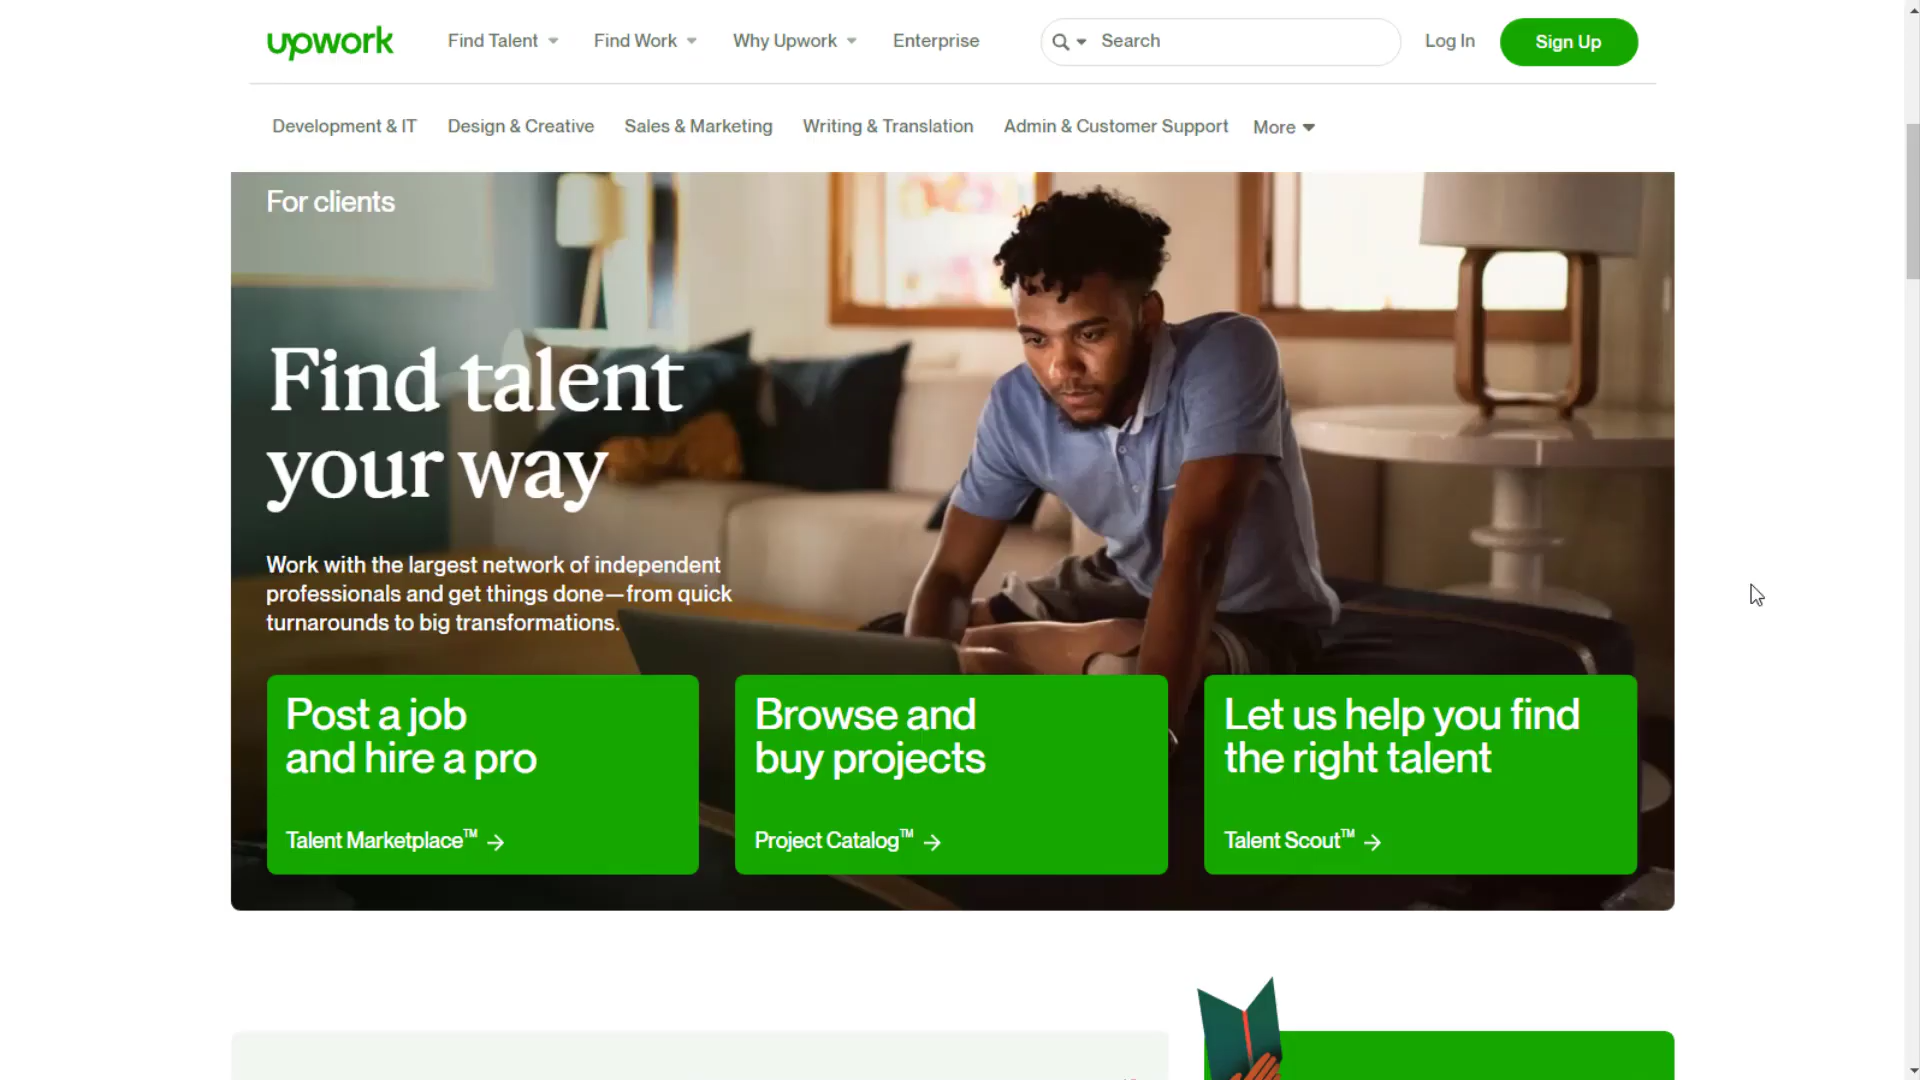 upwork
Find Talent
Find Work
Why Upwork
Enterprise
Search
Log In
Sign Up
Development & IT
Design & Creative
Sales & Marketing
Writing & Translation
Admin & Customer Support
More
For clients
Find talent
your way
Work with the largest network of independent
professionals and get things done—from quick
turnarounds to big transformations.
Post a job
and hire a pro
Talent Marketplace™ →
Browse and
buy projects
Project Catalog™ →
Let us help you find
the right talent
Talent Scout™ →